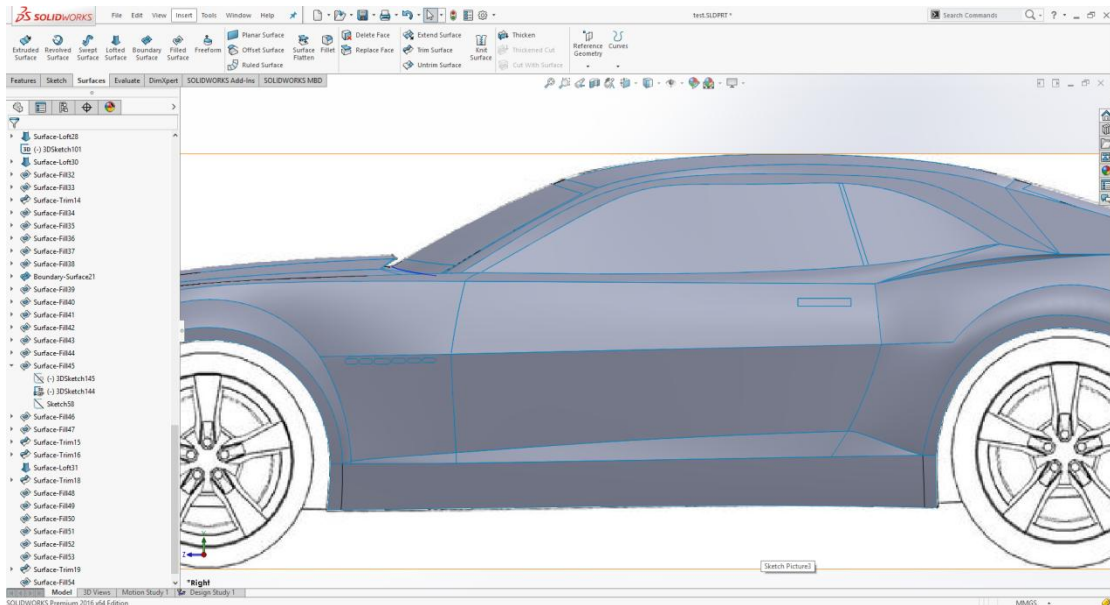 SOLIDWORKS File Edit View Insert Tools Window Help test.SLDPRT * Search Commands
Extruded Surface
Revolved Surface
Swept Surface
Lofted Surface
Boundary Surface
Filled Surface
Freeform
Planar Surface
Offset Surface
Ruled Surface
Surface Flatten
Fillet
Delete Face
Replace Face
Extend Surface
Trim Surface
Untrim Surface
Knit Surface
Thicken
Thickened Cut
Cut With Surface
Reference Geometry
Curves
Features Sketch Surfaces Evaluate DimXpert SOLIDWORKS Add-Ins SOLIDWORKS MBD
Surface-Loft28
3D (-) 3DSketch101
Surface-Loft30
Surface-Fill32
Surface-Fill33
Surface-Trim14
Surface-Fill34
Surface-Fill35
Surface-Fill36
Surface-Fill37
Surface-Fill38
Boundary-Surface21
Surface-Fill39
Surface-Fill40
Surface-Fill41
Surface-Fill42
Surface-Fill43
Surface-Fill44
Surface-Fill45
(-) 3DSketch145
(-) 3DSketch144
Sketch58
Surface-Fill46
Surface-Fill47
Surface-Trim15
Surface-Trim16
Surface-Loft31
Surface-Trim18
Surface-Fill48
Surface-Fill49
Surface-Fill50
Surface-Fill51
Surface-Fill52
Surface-Fill53
Surface-Trim19
Surface-Fill54
Sketch Picture3
Z
*Right
Model 3D Views Motion Study 1 Design Study 1
SOLIDWORKS Premium 2016 x64 Edition MMGS